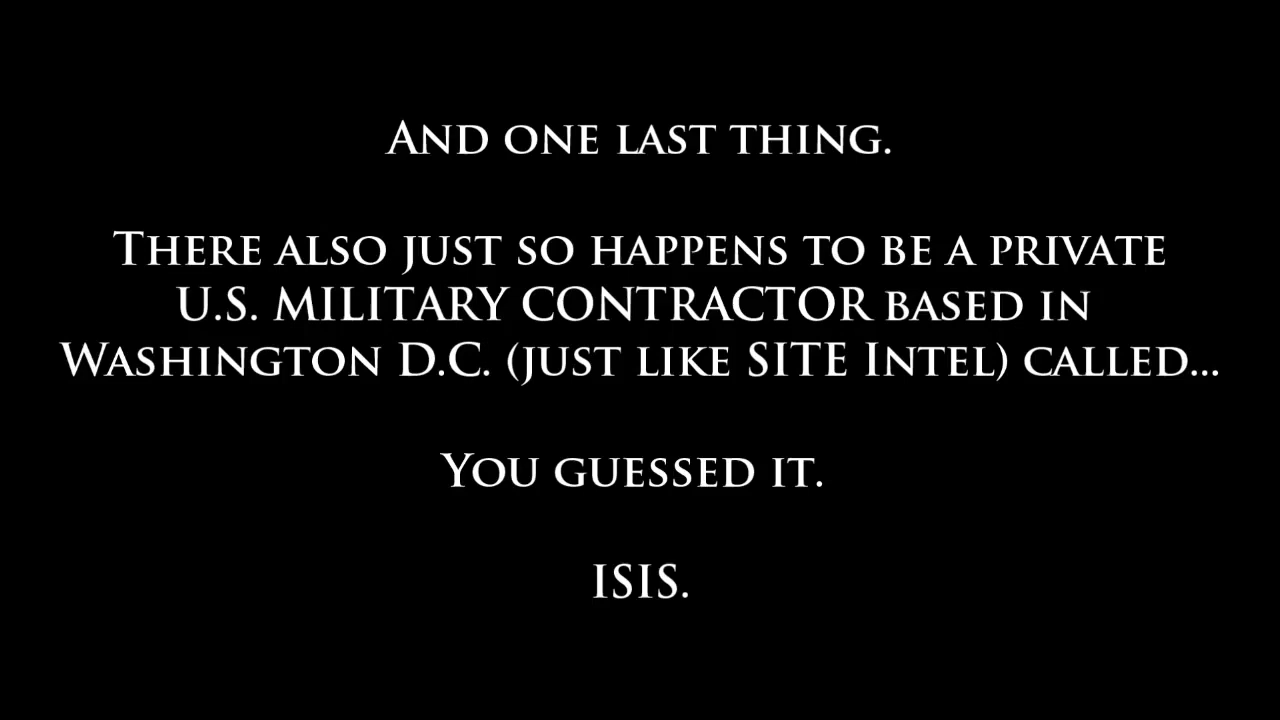 And one last thing.
There also just so happens to be a private
U.S. MILITARY CONTRACTOR based in
Washington D.C. (just like SITE Intel) called...
You guessed it.
ISIS.